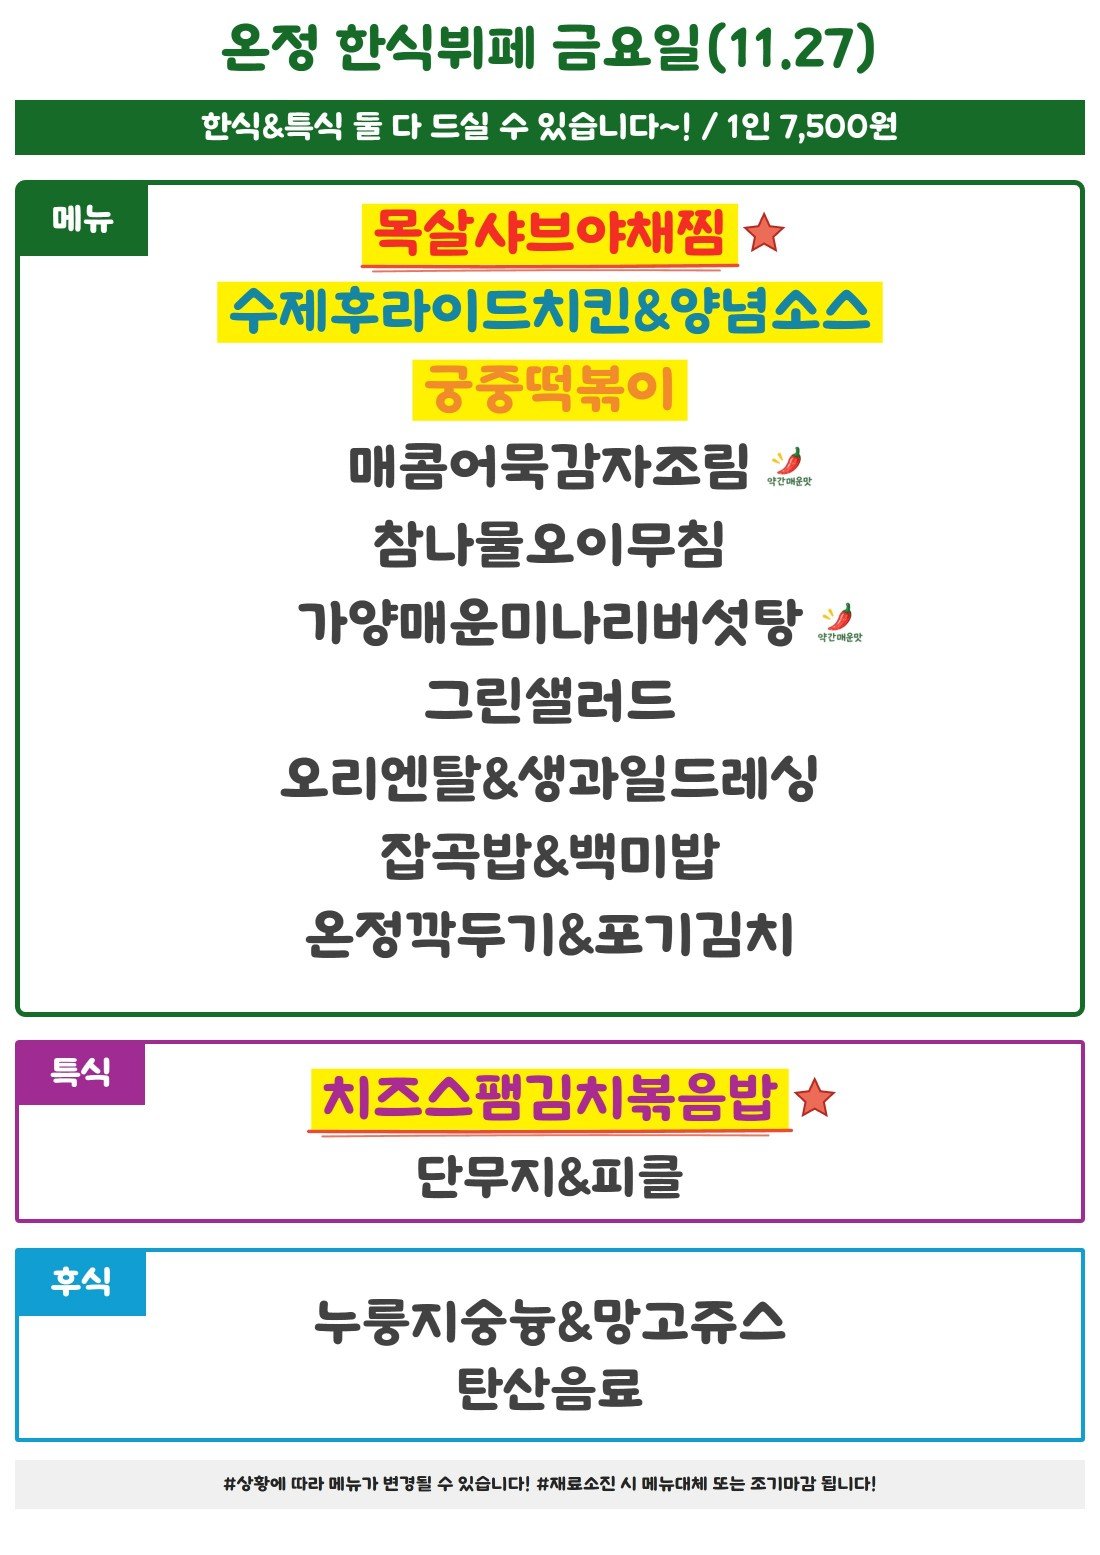 온정 한식뷔페 금요일(11.27)
한식&특식 둘 다 드실 수 있습니다~! / 1인 7,500원
메뉴
목살샤브야채찜
수제후라이드치킨&양념소스
궁중떡볶이
매콤어묵감자조림
약간매운맛
참나물오이무침
가양매운미나리버섯탕
약간매운맛
그린샐러드
오리엔탈&생과일드레싱
잡곡밥&백미밥
온정깍두기&포기김치
특식
치즈스팸김치볶음밥
단무지&피클
후식
누룽지숭늉&망고쥬스
탄산음료
#상황에 따라 메뉴가 변경될 수 있습니다! #재료소진 시 메뉴대체 또는 조기마감 됩니다!